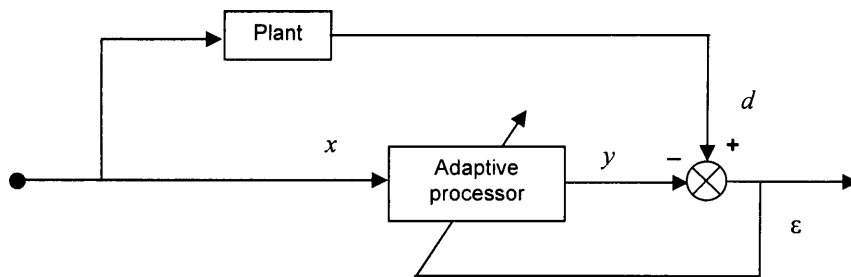 Plant
d
x
Adaptive
processor
y
−
+
ε